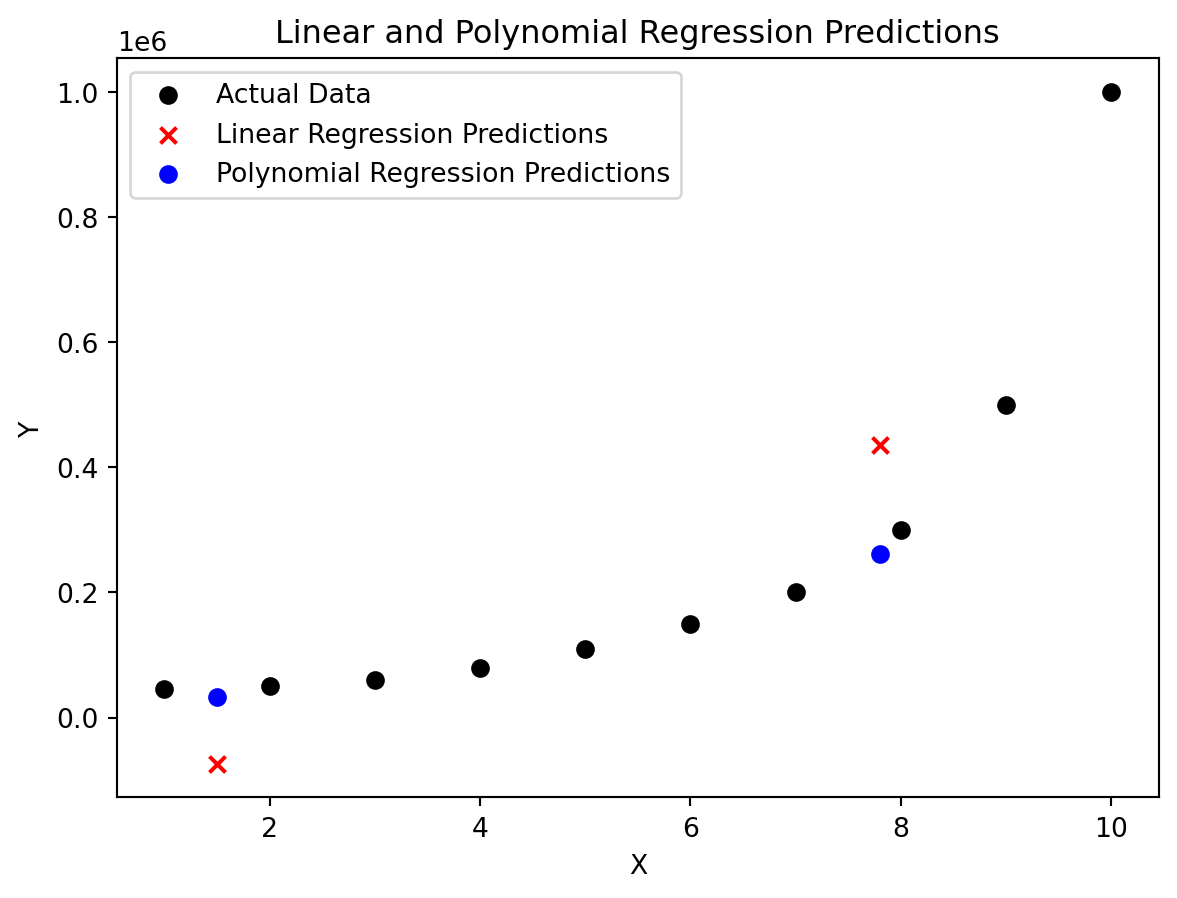 Linear and Polynomial Regression Predictions
1e6
Actual Data
Linear Regression Predictions
Polynomial Regression Predictions
1.0
0.8
0.6
0.4
0.2
0.0
Y
2 4 6 8 10
X